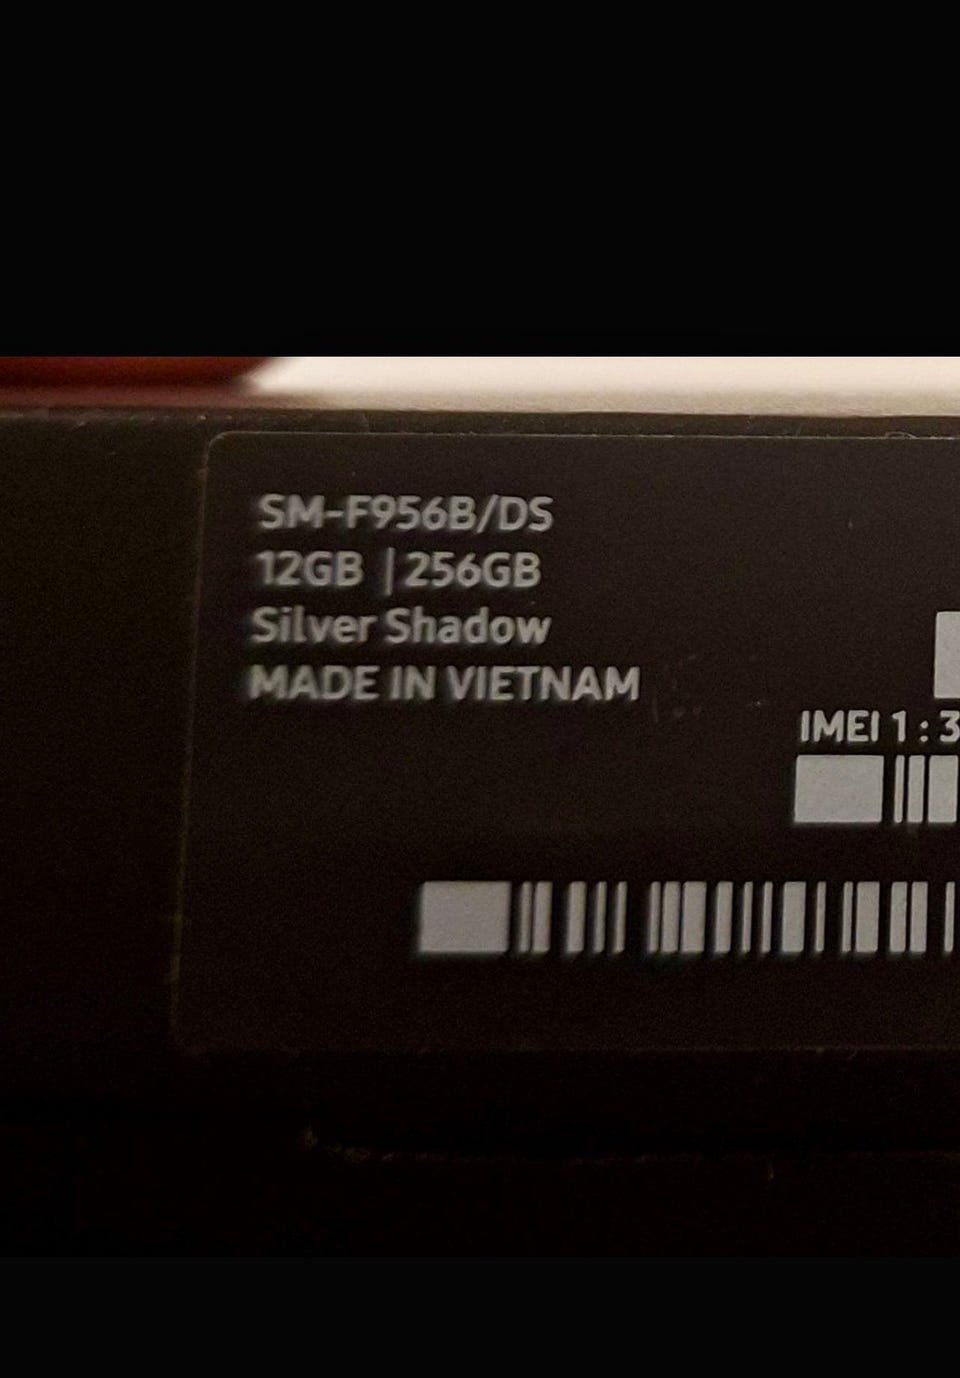 SM-F956B/DS
12GB | 256GB
Silver Shadow
MADE IN VIETNAM
IMEI 1 : 3